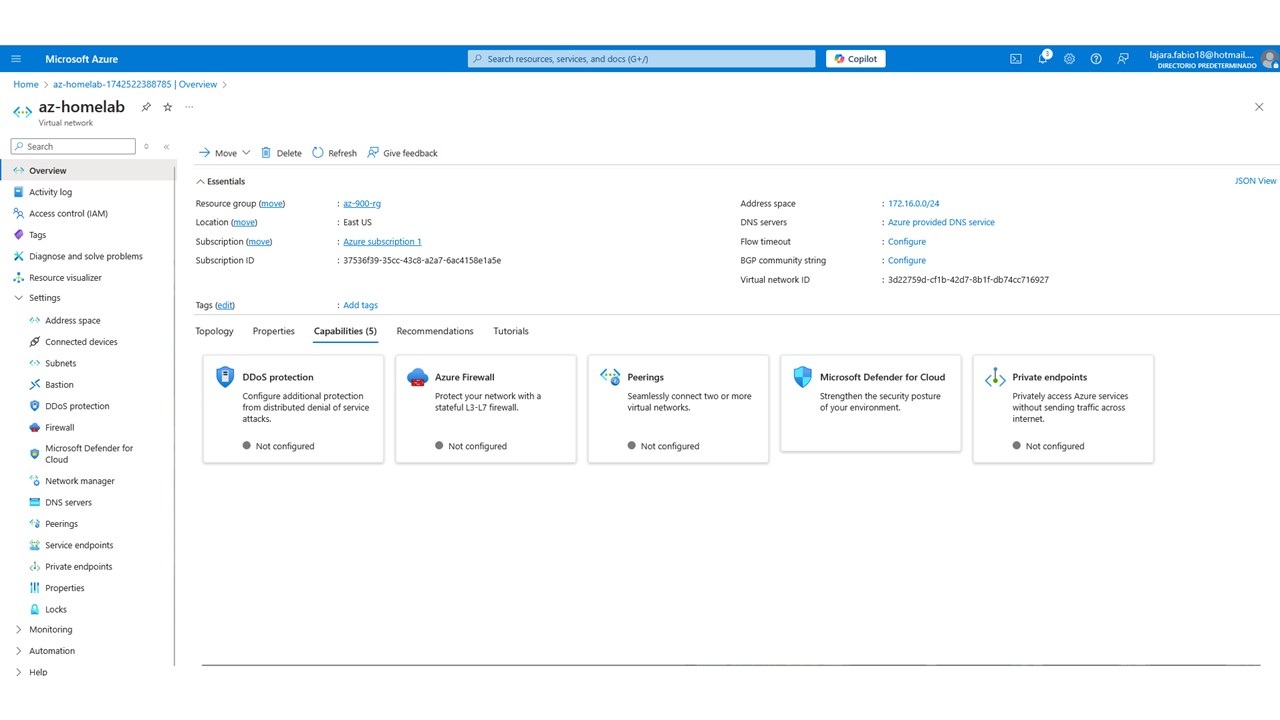 Microsoft Azure
Search resources, services, and docs (G+/)
Copilot
3
lajara.fabio18@hotmail....
DIRECTORIO PREDETERMINADO
Home > az-homelab-1742522388785 | Overview >
az-homelab
Virtual network
Search
Overview
Activity log
Access control (IAM)
Tags
Diagnose and solve problems
Resource visualizer
Settings
Address space
Connected devices
Subnets
Bastion
DDoS protection
Firewall
Microsoft Defender for
Cloud
Network manager
DNS servers
Peerings
Service endpoints
Private endpoints
Properties
Locks
Monitoring
Automation
Help
Move
Delete
Refresh
Give feedback
Essentials
JSON View
Resource group (move) : az-900-rg
Location (move) : East US
Subscription (move) : Azure subscription 1
Subscription ID : 37536f39-35cc-43c8-a2a7-6ac4158e1a5e
Address space : 172.16.0.0/24
DNS servers : Azure provided DNS service
Flow timeout : Configure
BGP community string : Configure
Virtual network ID : 3d22759d-cf1b-42d7-8b1f-db74cc716927
Tags (edit) : Add tags
Topology
Properties
Capabilities (5)
Recommendations
Tutorials
DDoS protection
Configure additional protection
from distributed denial of service
attacks.
Not configured
Azure Firewall
Protect your network with a
stateful L3-L7 firewall.
Not configured
Peerings
Seamlessly connect two or more
virtual networks.
Not configured
Microsoft Defender for Cloud
Strengthen the security posture
of your environment.
Private endpoints
Privately access Azure services
without sending traffic across
internet.
Not configured